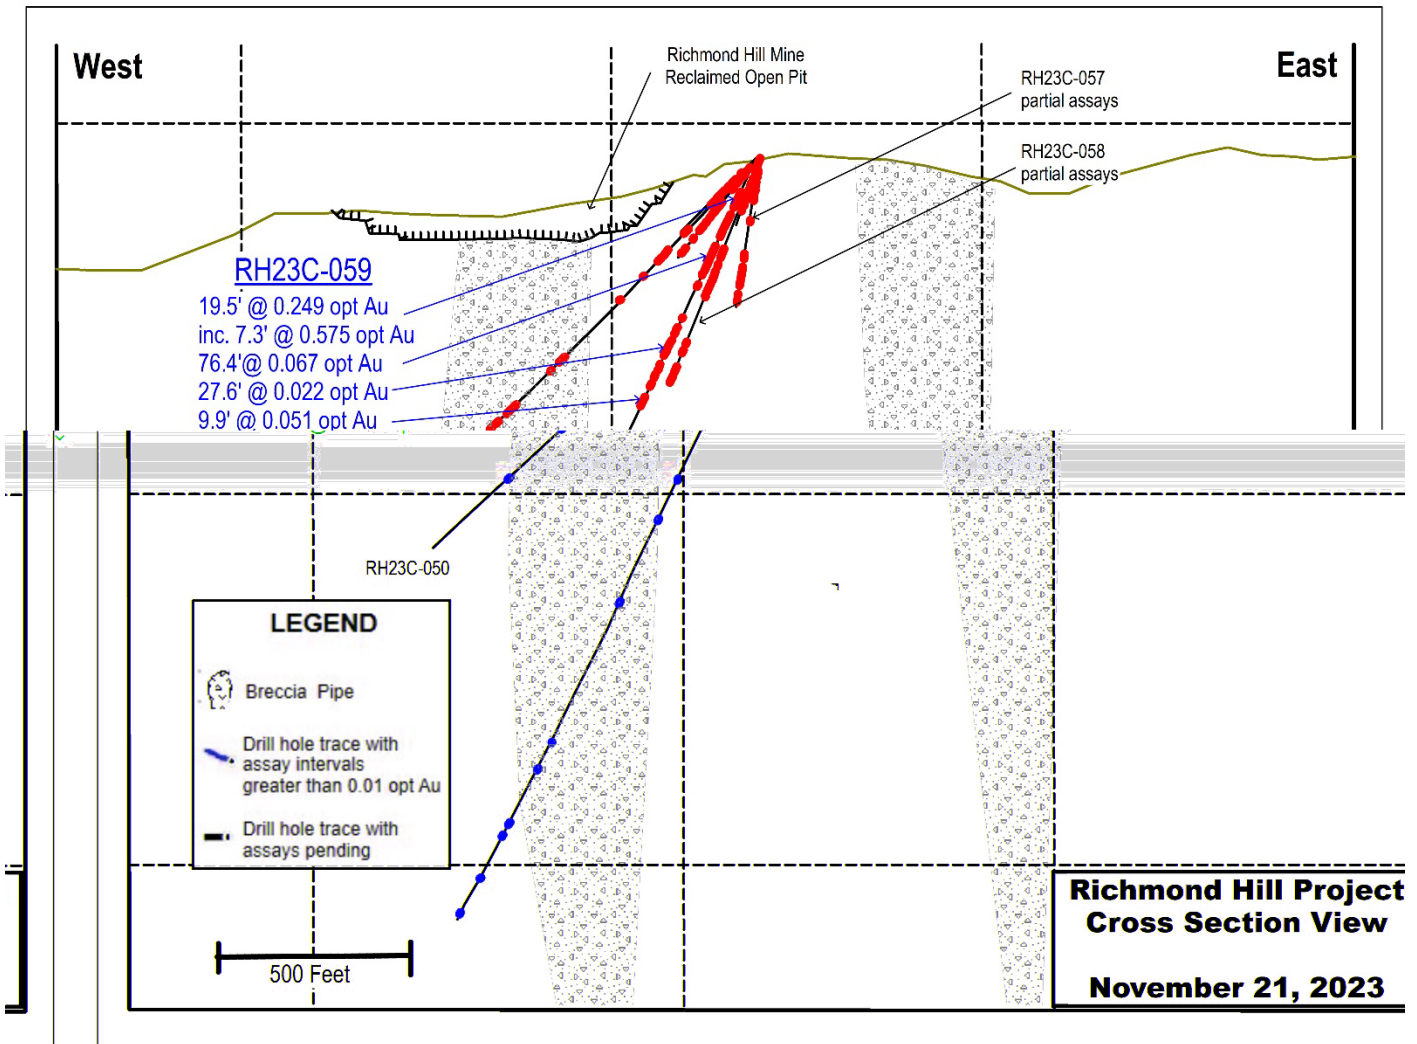 West
East
Richmond Hill Mine
Reclaimed Open Pit
RH23C-057
partial assays
RH23C-058
partial assays
RH23C-059
19.5' @ 0.249 opt Au
inc. 7.3' @ 0.575 opt Au
76.4'@ 0.067 opt Au
27.6' @ 0.022 opt Au
9.9' @ 0.051 opt Au
RH23C-050
LEGEND
Breccia Pipe
Drill hole trace with
assay intervals
greater than 0.01 opt Au
Drill hole trace with
assays pending
500 Feet
Richmond Hill Project
Cross Section View
November 21, 2023